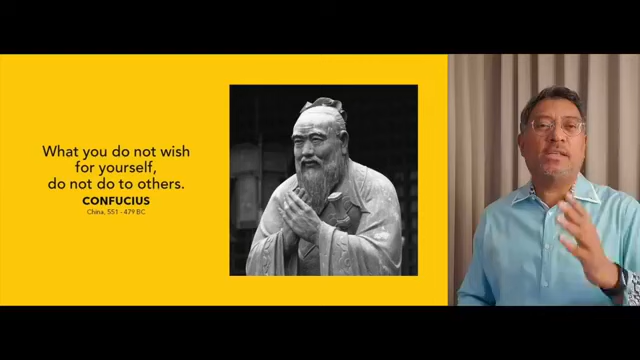 What you do not wish
for yourself,
do not do to others.
CONFUCIUS
China, 551 - 479 BC